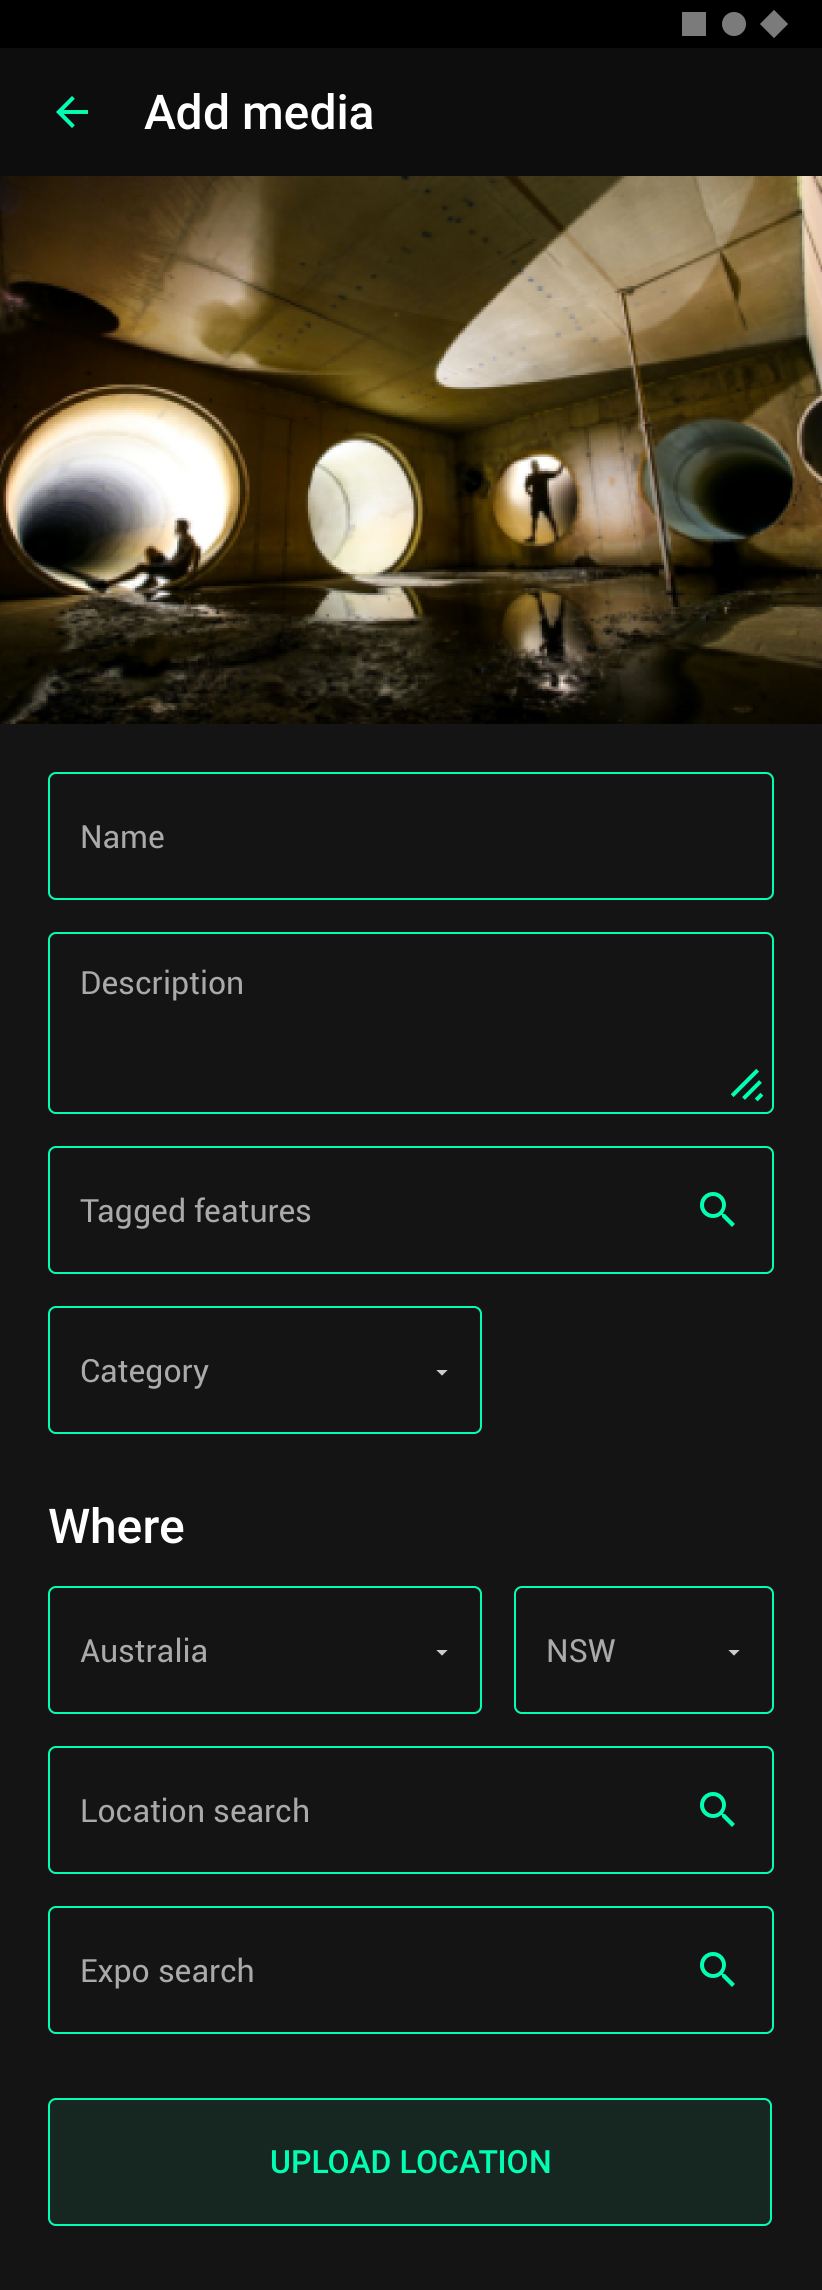 Add media
Name
Description
Tagged features
Category
Where
Australia
NSW
Location search
Expo search
UPLOAD LOCATION